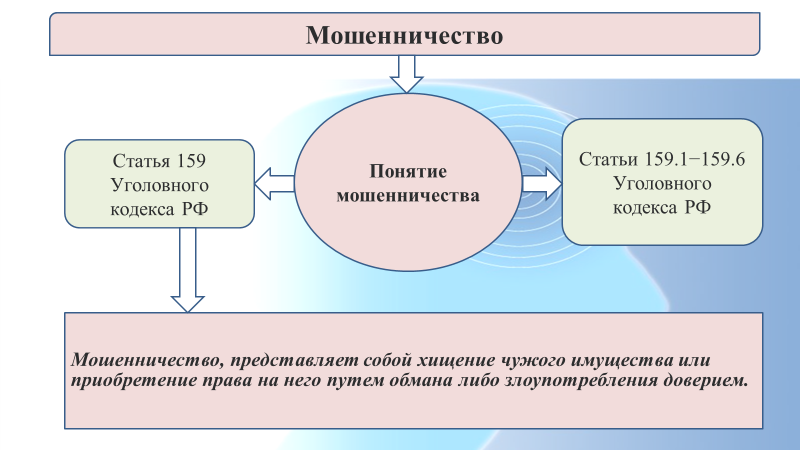 Мошенничество
Понятие
мошенничества
Статья 159
Уголовного
кодекса РФ
Статьи 159.1−159.6
Уголовного
кодекса РФ
Мошенничество, представляет собой хищение чужого имущества или
приобретение права на него путем обмана либо злоупотребления доверием.